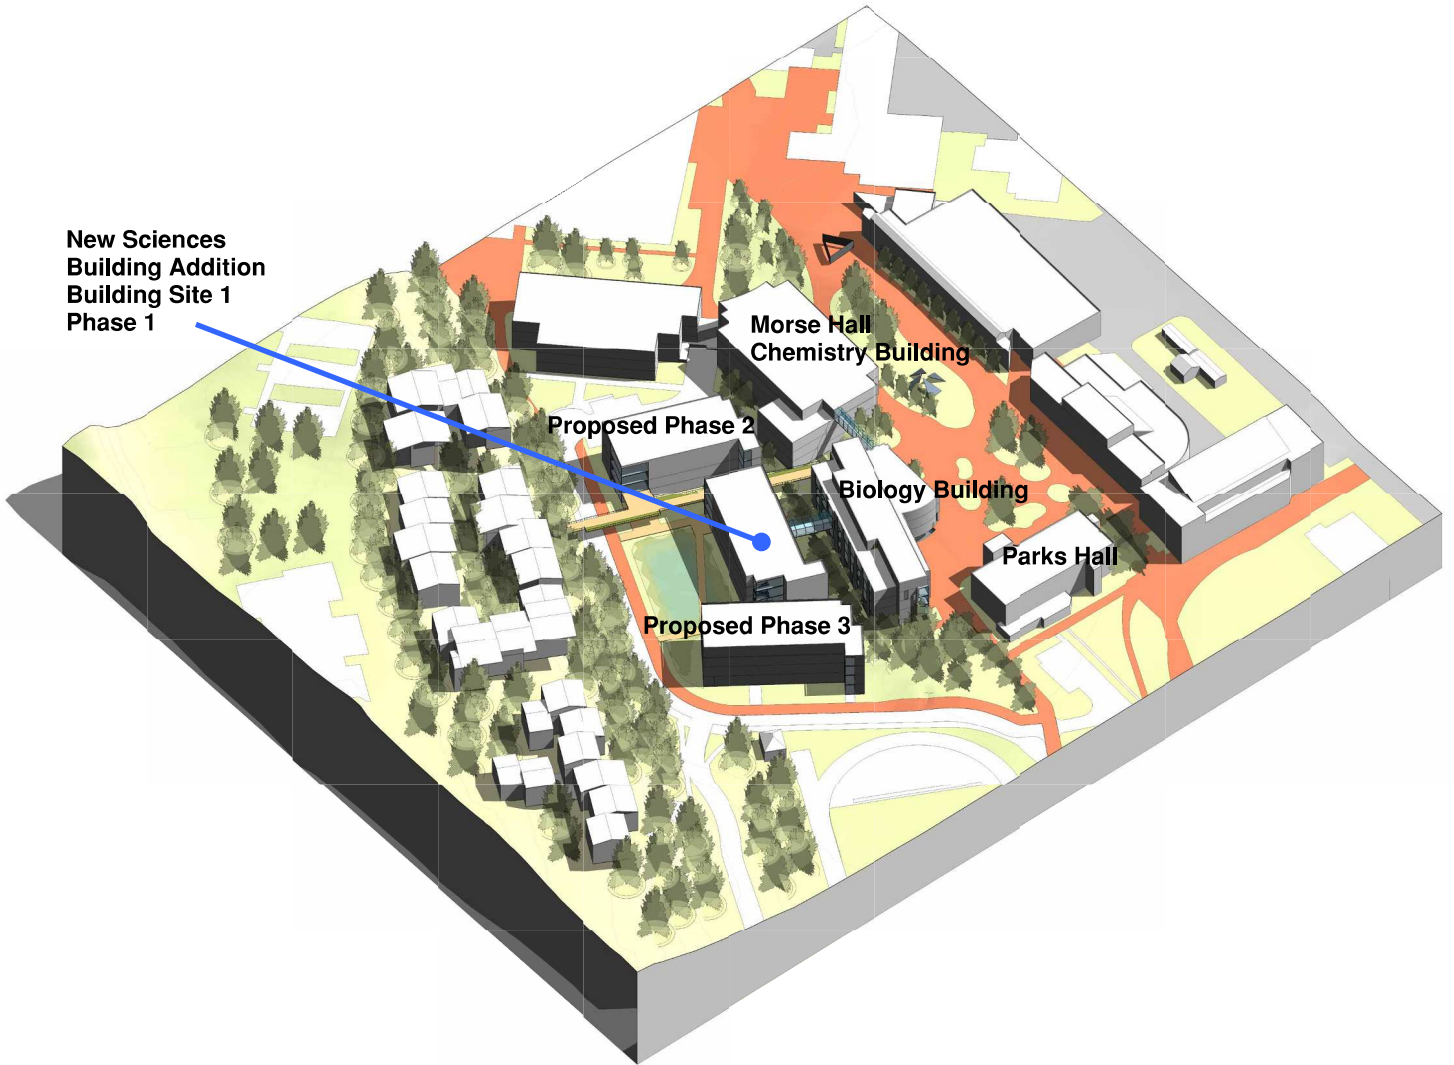 New Sciences
Building Addition
Building Site 1
Phase 1
Morse Hall
Chemistry Building
Proposed Phase 2
Biology Building
Parks Hall
Proposed Phase 3